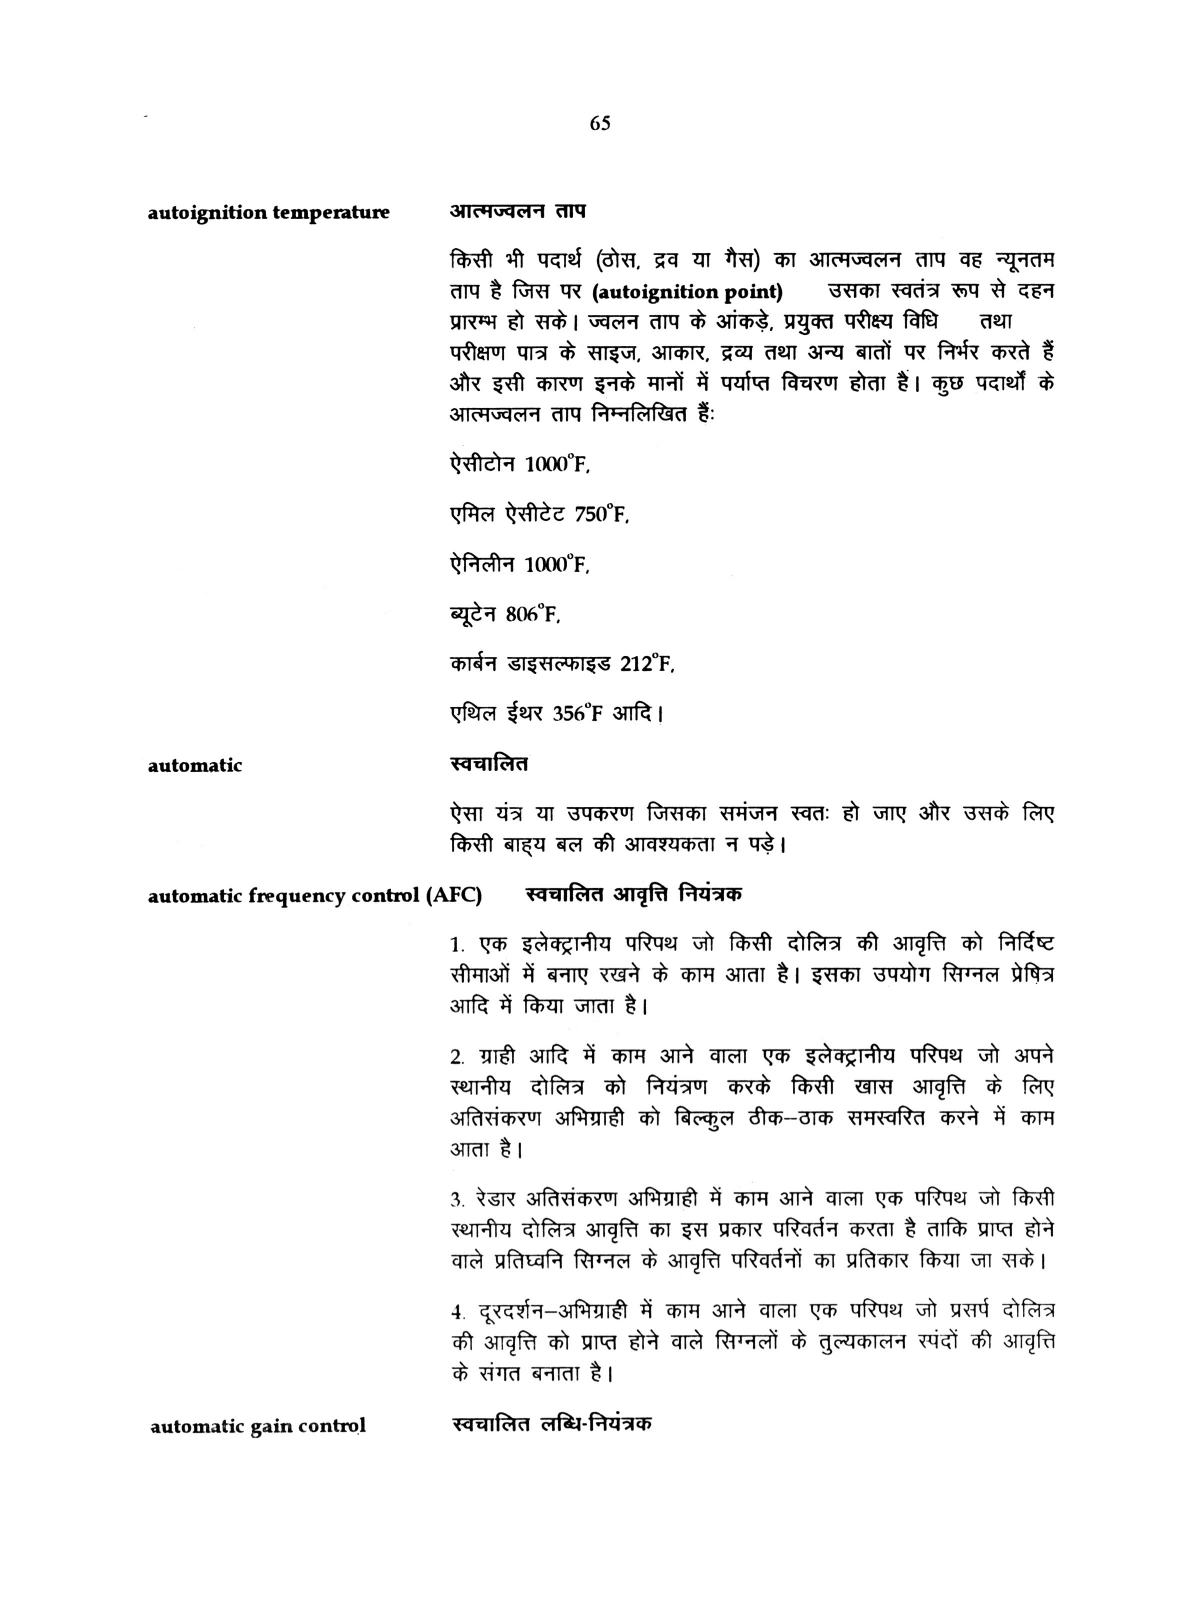 65
autoignition temperature आत्मज्वलन ताप
किसी भी पदार्थ (ठोस, द्रव या गैस) का आत्मज्वलन ताप वह न्यूनतम
ताप है जिस पर (autoignition point) उसका स्वतंत्र रूप से दहन
प्रारम्भ हो सके। ज्वलन ताप के आंकड़े, प्रयुक्त परीक्ष्य विधि तथा
परीक्षण पात्र के साइज, आकार, द्रव्य तथा अन्य बातों पर निर्भर करते हैं
और इसी कारण इनके मानों में पर्याप्त विचरण होता है। कुछ पदार्थों के
आत्मज्वलन ताप निम्नलिखित हैंः
ऐसीटोन 1000°F,
एमिल ऐसीटेट 750°F,
ऐनिलीन 1000°F,
ब्यूटेन 806°F,
कार्बन डाइसल्फाइड 212°F,
एथिल ईथर 356°F आदि।
automatic स्वचालित
ऐसा यंत्र या उपकरण जिसका समंजन स्वतः हो जाए और उसके लिए
किसी बाह्य बल की आवश्यकता न पड़े।
automatic frequency control (AFC) स्वचालित आवृत्ति नियंत्रक
1. एक इलेक्ट्रानीय परिपथ जो किसी दोलित्र की आवृत्ति को निर्दिष्ट
सीमाओं में बनाए रखने के काम आता है। इसका उपयोग सिग्नल प्रेषित्र
आदि में किया जाता है।
2. ग्राही आदि में काम आने वाला एक इलेक्ट्रानीय परिपथ जो अपने
स्थानीय दोलित्र को नियंत्रण करके किसी खास आवृत्ति के लिए
अतिसंकरण अभिग्राही को बिल्कुल ठीक–ठाक समस्वरित करने में काम
आता है।
3. रेडार अतिसंकरण अभिग्राही में काम आने वाला एक परिपथ जो किसी
स्थानीय दोलित्र आवृत्ति का इस प्रकार परिवर्तन करता है ताकि प्राप्त होने
वाले प्रतिध्वनि सिग्नल के आवृत्ति परिवर्तनों का प्रतिकार किया जा सके।
4. दूरदर्शन–अभिग्राही में काम आने वाला एक परिपथ जो प्रसर्प दोलित्र
की आवृत्ति को प्राप्त होने वाले सिग्नलों के तुल्यकालन स्पंदों की आवृत्ति
के संगत बनाता है।
automatic gain control स्वचालित लब्धि-नियंत्रक